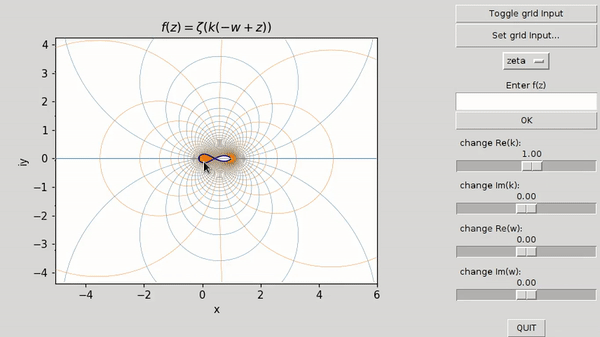 f(z) = ζ(k(−w + z))
4
3
2
1
0
−1
−2
−3
−4
iy
−4
−2
0
2
4
6
x
Toggle grid Input
Set grid Input...
zeta
Enter f(z)
OK
change Re(k):
1.00
change Im(k):
0.00
change Re(w):
0.00
change Im(w):
0.00
QUIT